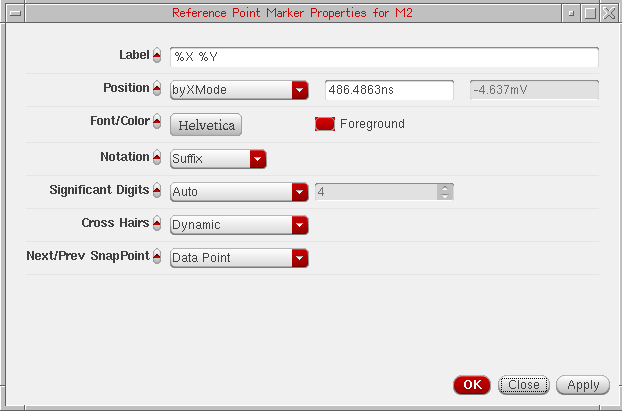 Reference Point Marker Properties for M2
Label %X %Y
Position byXMode 486.4863ns -4.637mV
Font/Color Helvetica Foreground
Notation Suffix
Significant Digits Auto 4
Cross Hairs Dynamic
Next/Prev SnapPoint Data Point
OK Close Apply